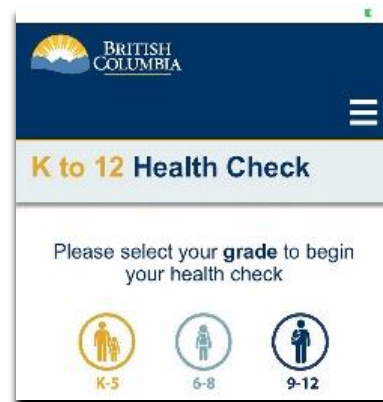 BRITISH
COLUMBIA
K to 12 Health Check
Please select your grade to begin
your health check
K-5 6-8 9-12